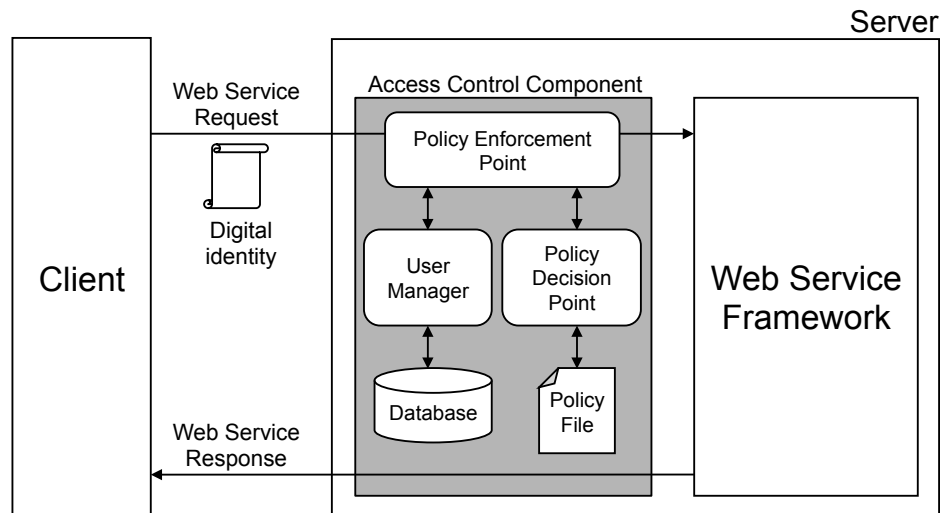 Server
Access Control Component
Web Service
Request
Policy Enforcement
Point
Digital
identity
Client
User
Manager
Policy
Decision
Point
Web Service
Framework
Database
Policy
File
Web Service
Response